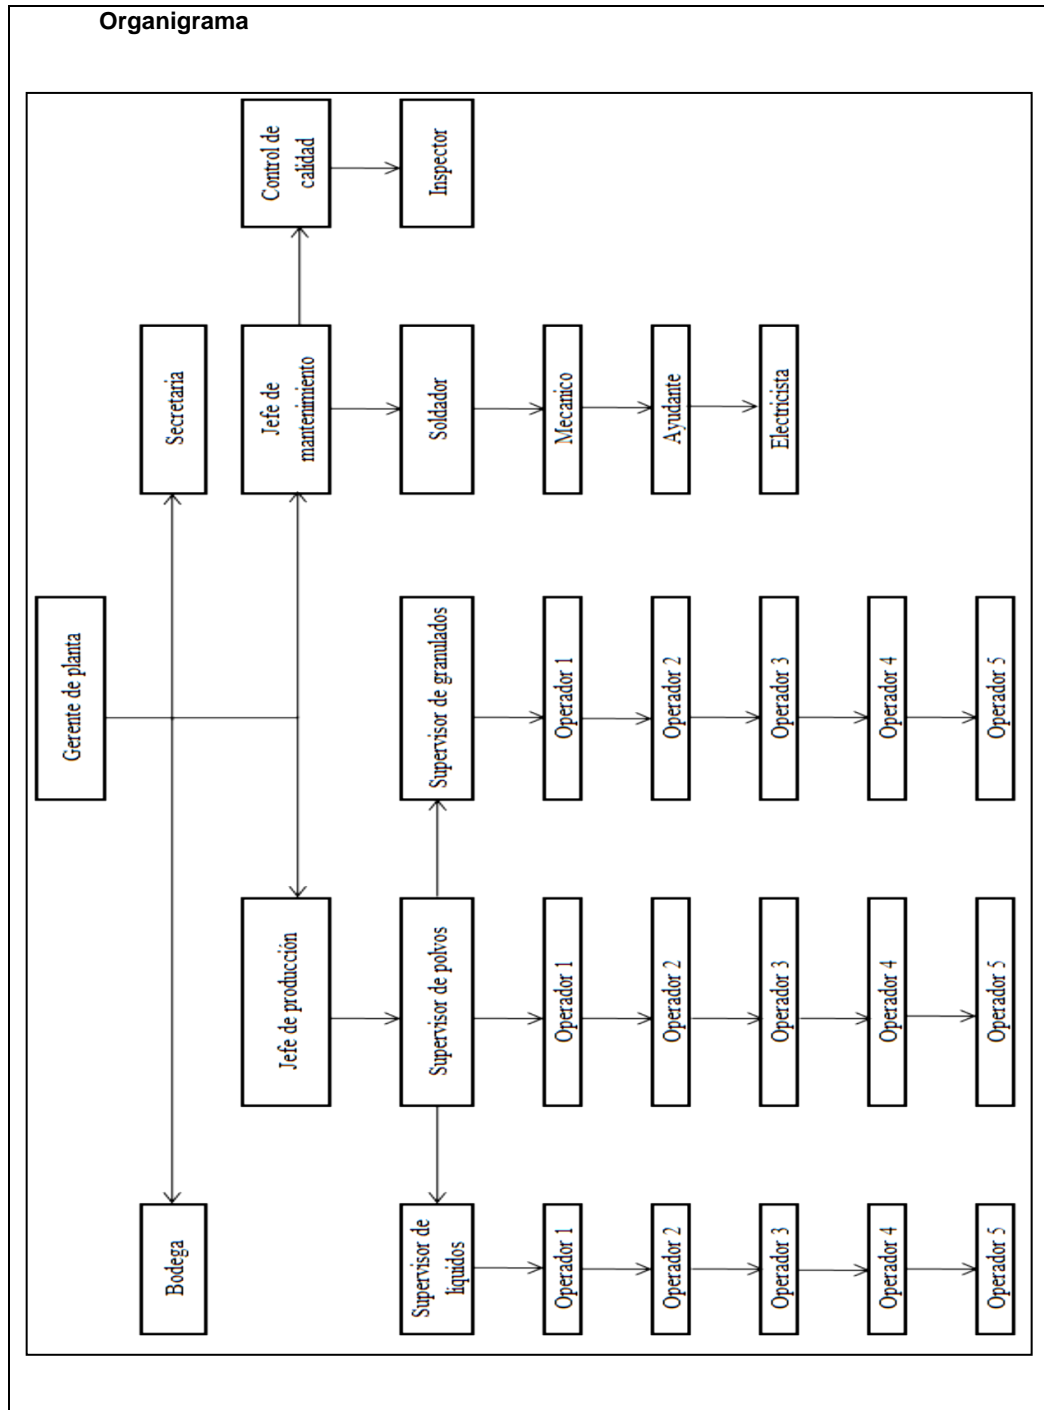 Organigrama
Gerente de planta
Bodega
Secretaria
Jefe de producción
Jefe de
mantenimiento
Control de
calidad
Supervisor de
liquidos
Supervisor de polvos
Supervisor de granulados
Soldador
Inspector
Operador 1
Operador 1
Operador 1
Mecanico
Operador 2
Operador 2
Operador 2
Ayudante
Operador 3
Operador 3
Operador 3
Electricista
Operador 4
Operador 4
Operador 4
Operador 5
Operador 5
Operador 5